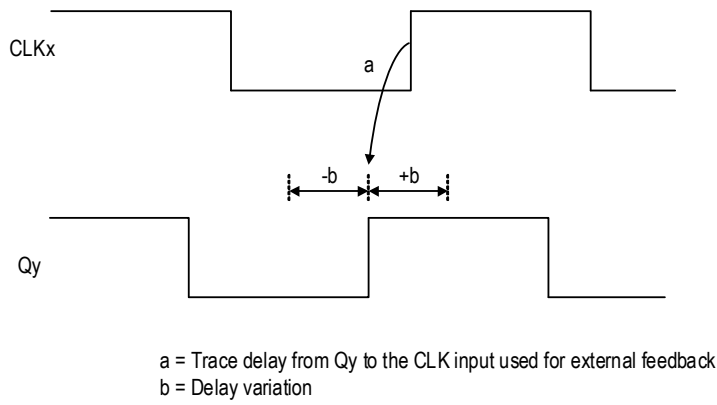 CLKx
a
-b
+b
Qy
a = Trace delay from Qy to the CLK input used for external feedback
b = Delay variation